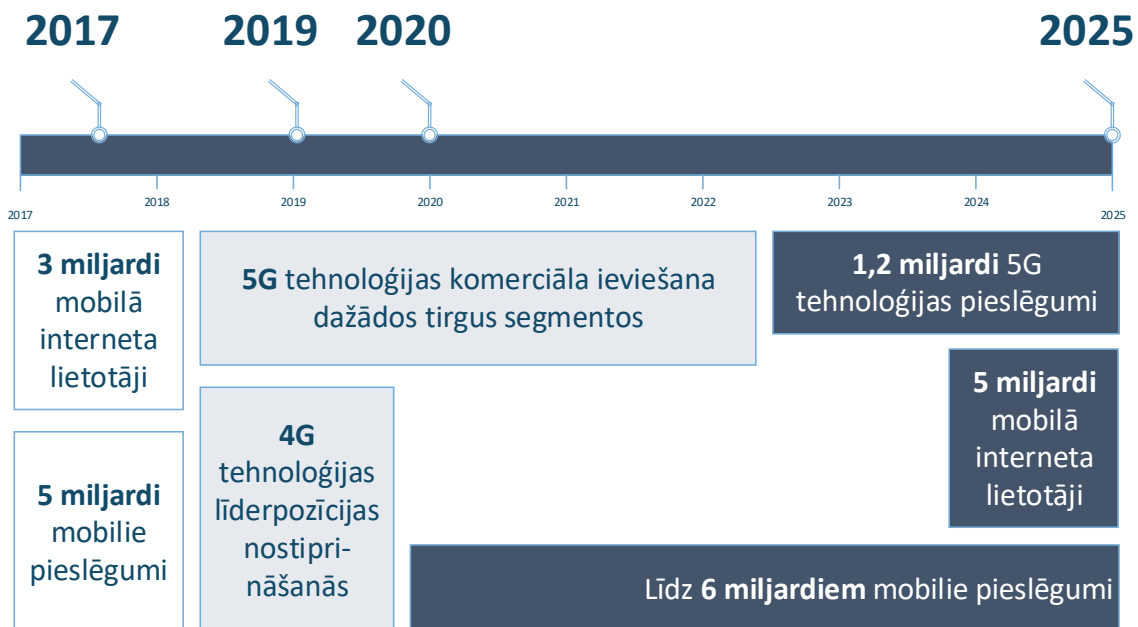 2017 2019 2020 2025
2017 2018 2019 2020 2021 2022 2023 2024 2025
3 miljardi
mobilā
interneta
lietotāji
5 miljardi
mobilie
pieslēgumi
5G tehnoloģijas komerciāla ieviešana
dažādos tirgus segmentos
4G
tehnoloģijas
līderpozīcijas
nostipri-
nāšanās
1,2 miljardi 5G
tehnoloģijas pieslēgumi
5 miljardi
mobilā
interneta
lietotāji
Līdz 6 miljardiem mobilie pieslēgumi